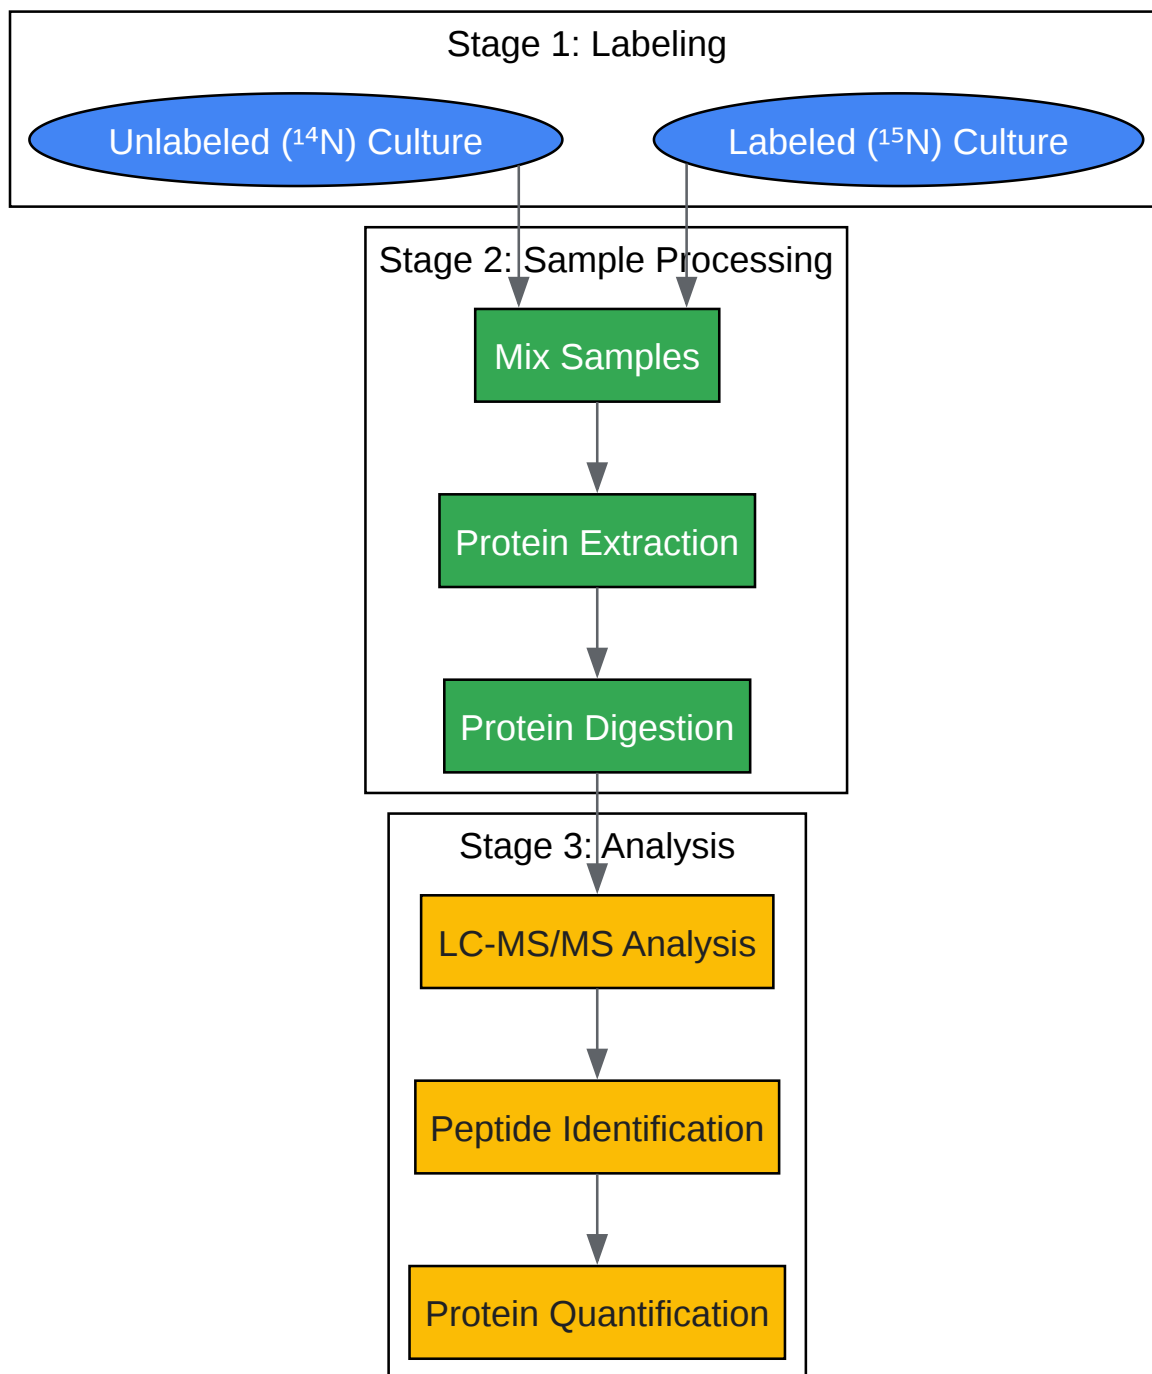 Stage 1: Labeling
Unlabeled (¹⁴N) Culture
Labeled (¹⁵N) Culture
Stage 2: Sample Processing
Mix Samples
Protein Extraction
Protein Digestion
Stage 3: Analysis
LC-MS/MS Analysis
Peptide Identification
Protein Quantification